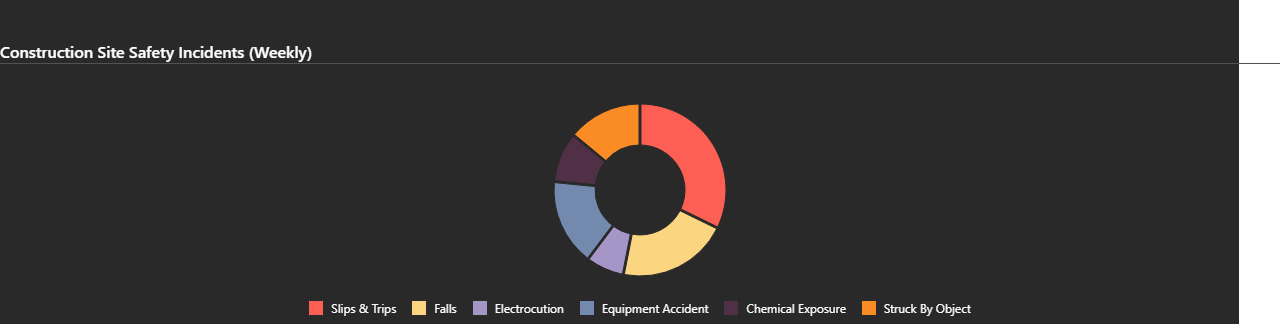 Construction Site Safety Incidents (Weekly)
Slips & Trips Falls Electrocution Equipment Accident Chemical Exposure Struck By Object